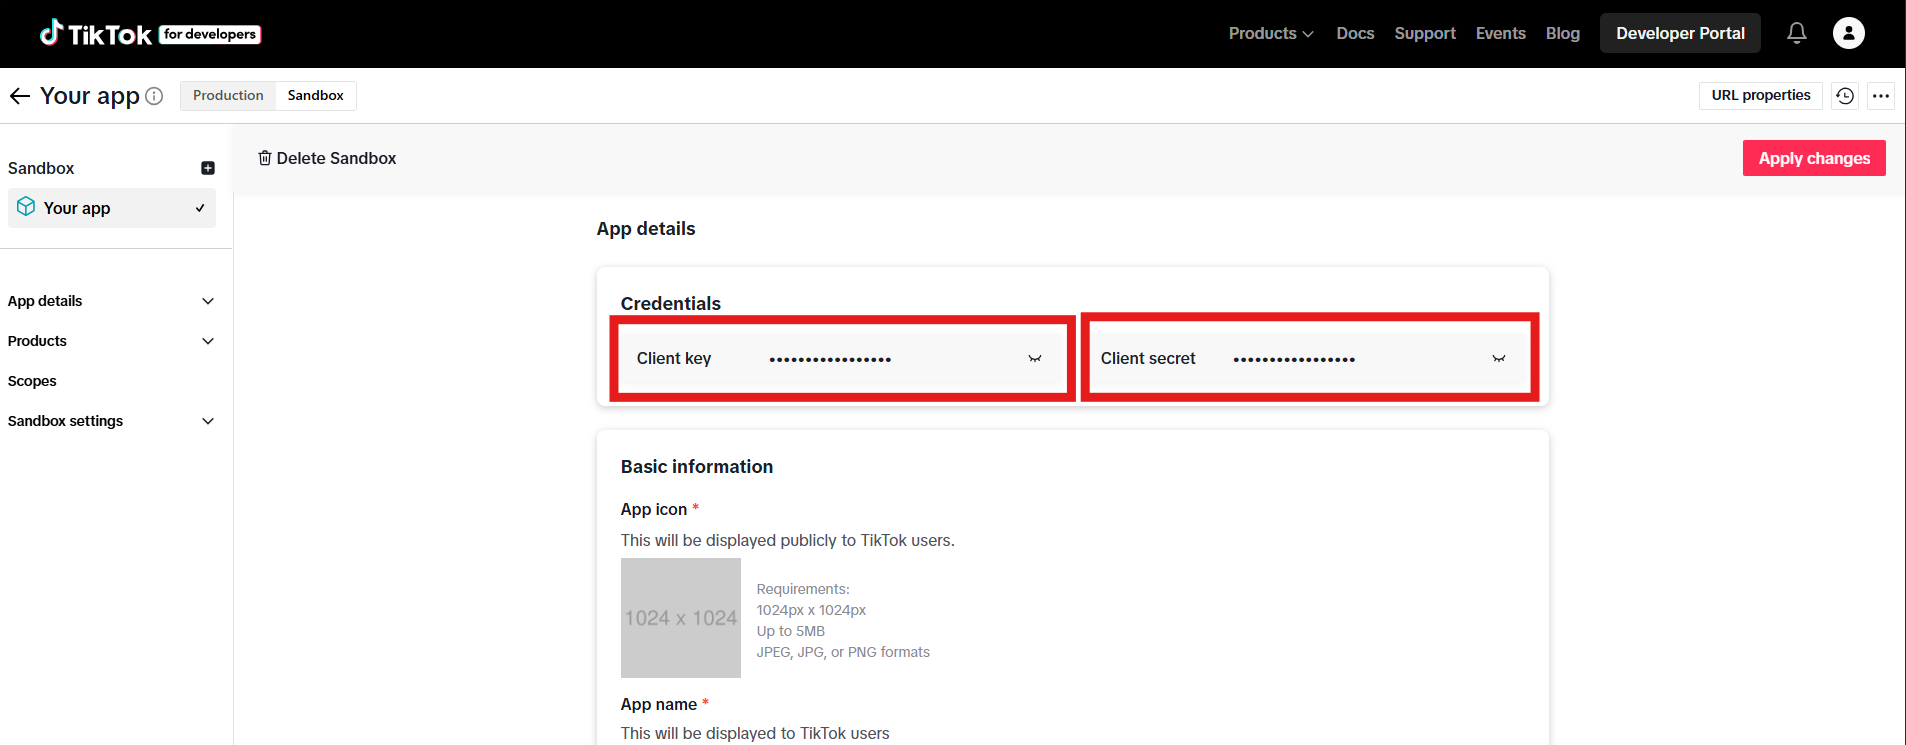 TikTok for developers
Products Docs Support Events Blog Developer Portal
Your app Production Sandbox URL properties
Sandbox
Your app
App details
Products
Scopes
Sandbox settings
Delete Sandbox Apply changes
App details
Credentials
Client key ••••••••••••••••• Client secret •••••••••••••••••
Basic information
App icon *
This will be displayed publicly to TikTok users.
1024 x 1024
Requirements:
1024px x 1024px
Up to 5MB
JPEG, JPG, or PNG formats
App name *
This will be displayed to TikTok users